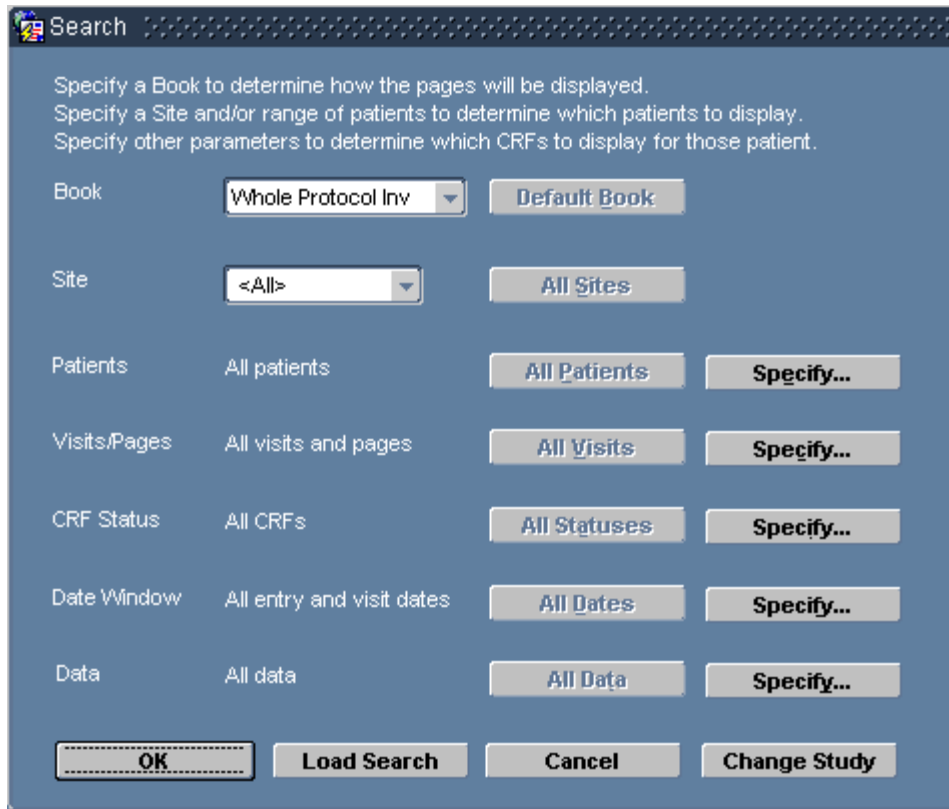 Search
Specify a Book to determine how the pages will be displayed.
Specify a Site and/or range of patients to determine which patients to display.
Specify other parameters to determine which CRFs to display for those patient.
Book Whole Protocol Inv Default Book
Site <All> All Sites
Patients All patients All Patients Specify...
Visits/Pages All visits and pages All Visits Specify...
CRF Status All CRFs All Statuses Specify...
Date Window All entry and visit dates All Dates Specify...
Data All data All Data Specify...
OK Load Search Cancel Change Study